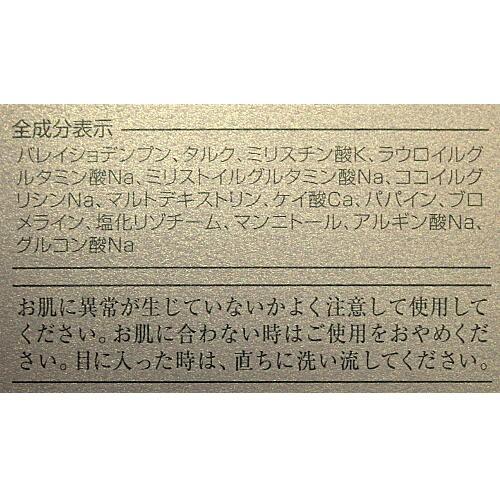 全成分表示
バレイショデンプン、タルク、ミリスチン酸K、ラウロイルグ
ルタミン酸Na、ミリストイルグルタミン酸Na、ココイルグ
リシンNa、マルトデキストリン、ケイ酸Ca、パパイン、ブロ
メライン、塩化リゾチーム、マンニトール、アルギン酸Na、
グルコン酸Na
お肌に異常が生じていないかよく注意して使用して
ください。お肌に合わない時はご使用をおやめくだ
さい。目に入った時は、直ちに洗い流してください。